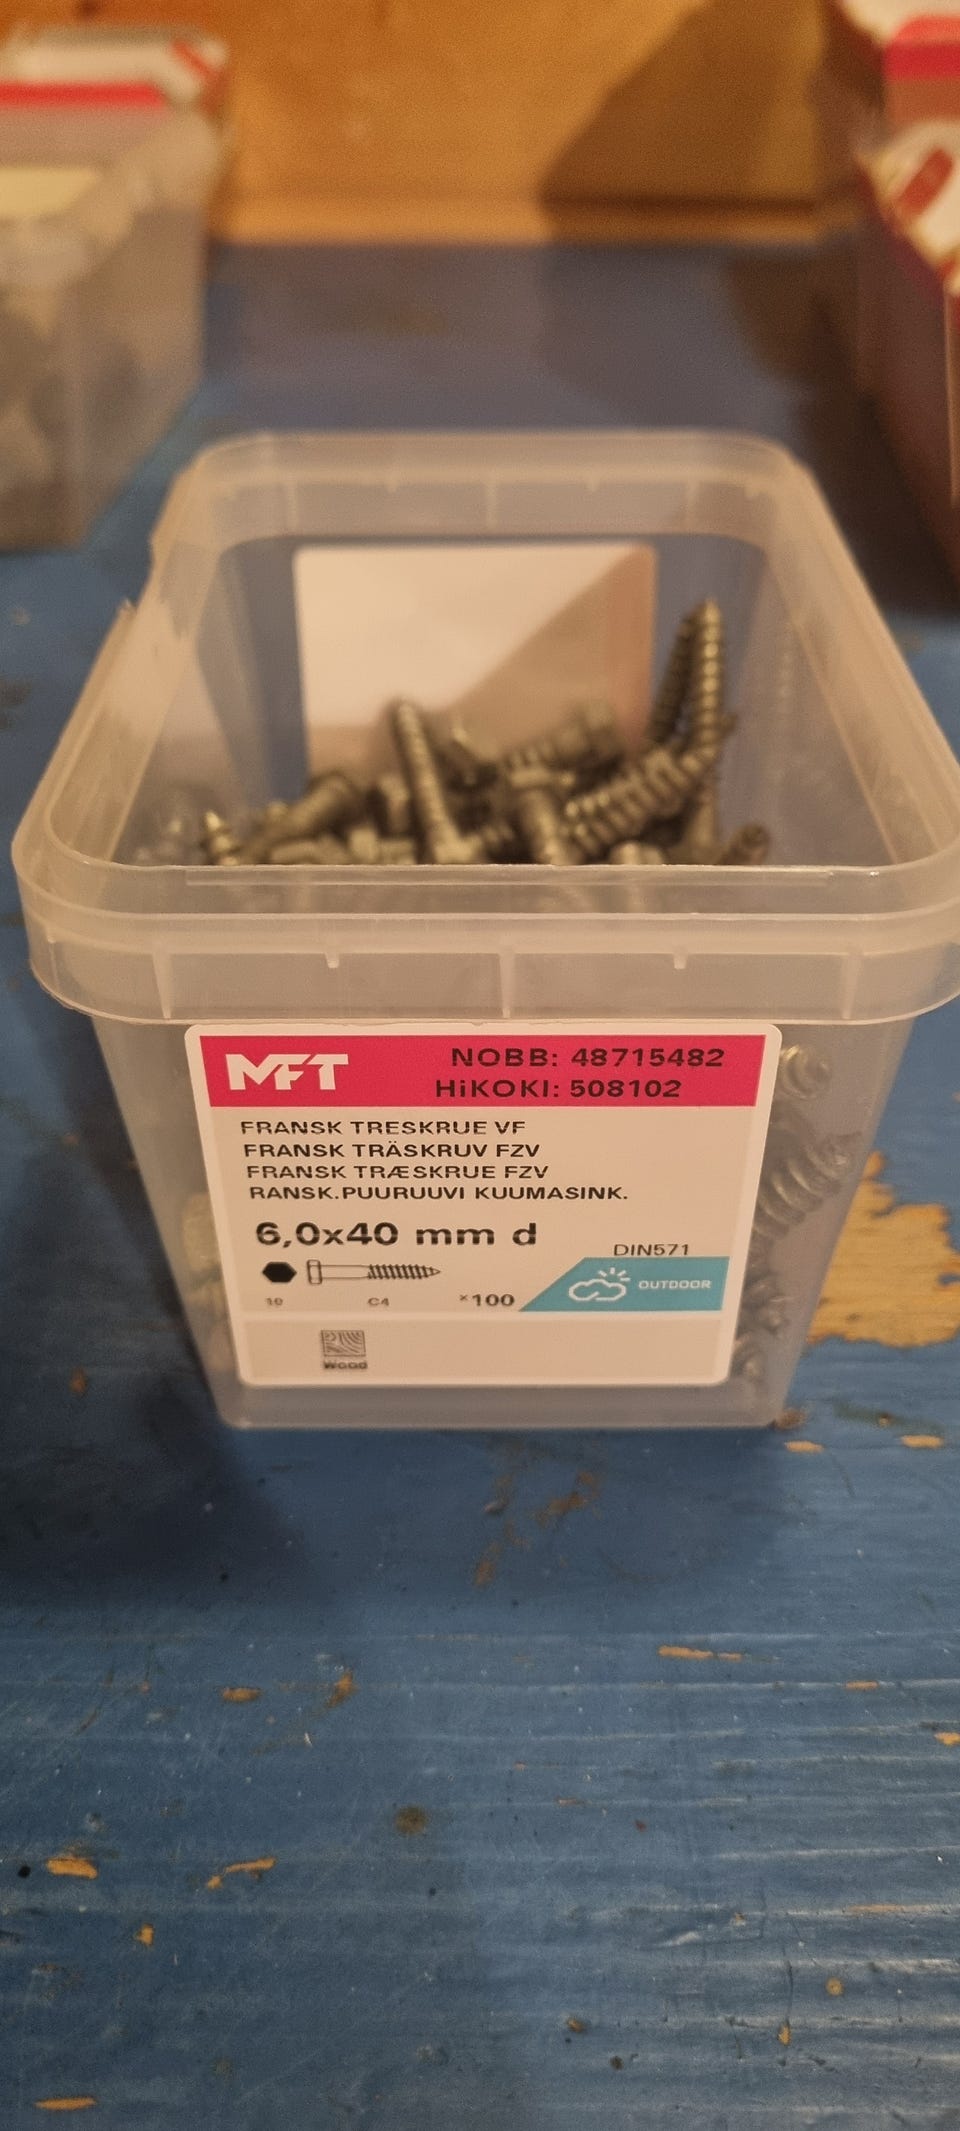 MFT
NOBB: 48715482
HiKOKI: 508102
FRANSK TRESKRUE VF
FRANSK TRÄSKRUV FZV
FRANSK TRÆSKRUE FZV
RANSK.PUURUUVI KUUMASINK.
6,0x40 mm d
DIN571
10
C4
x100
OUTDOOR
Wood